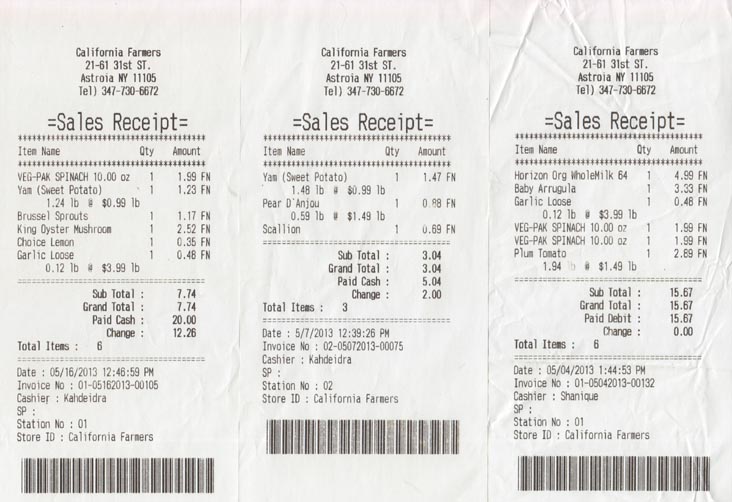 California Farmers
21-61 31st ST.
Astroia NY 11105
Tel) 347-730-6672
=Sales Receipt=
Item Name Qty Amount
VEG-PAK SPINACH 10.00 oz 1 1.99 FN
Yam (Sweet Potato) 1 1.23 FN
1.24 lb @ $0.99 lb
Brussel Sprouts 1 1.17 FN
King Oyster Mushroom 1 2.52 FN
Choice Lemon 1 0.35 FN
Garlic Loose 1 0.48 FN
0.12 lb @ $3.99 lb
Sub Total : 7.74
Grand Total : 7.74
Paid Cash : 20.00
Change : 12.26
Total Items : 6
Date : 05/16/2013 12:46:59 PM
Invoice No : 01-05162013-00105
Cashier : Kahdeidra
SP :
Station No : 01
Store ID : California Farmers
California Farmers
21-61 31st ST.
Astroia NY 11105
Tel) 347-730-6672
=Sales Receipt=
Item Name Qty Amount
Yam (Sweet Potato) 1 1.47 FN
1.48 lb @ $0.99 lb
Pear D'Anjou 1 0.88 FN
0.59 lb @ $1.49 lb
Scallion 1 0.69 FN
Sub Total : 3.04
Grand Total : 3.04
Paid Cash : 5.04
Change : 2.00
Total Items : 3
Date : 5/7/2013 12:39:26 PM
Invoice No : 02-05072013-00075
Cashier : Kahdeidra
SP :
Station No : 02
Store ID : California Farmers
California Farmers
21-61 31st ST.
Astroia NY 11105
Tel) 347-730-6672
=Sales Receipt=
Item Name Qty Amount
Horizon Org WholeMilk 64 1 4.99 FN
Baby Arrugula 1 3.33 FN
Garlic Loose 1 0.48 FN
0.12 lb @ $3.99 lb
VEG-PAK SPINACH 10.00 oz 1 1.99 FN
VEG-PAK SPINACH 10.00 oz 1 1.99 FN
Plum Tomato 1 2.89 FN
1.94 lb @ $1.49 lb
Sub Total : 15.67
Grand Total : 15.67
Paid Debit : 15.67
Change : 0.00
Total Items : 6
Date : 05/04/2013 1:44:53 PM
Invoice No : 01-05042013-00132
Cashier : Shanique
SP :
Station No : 01
Store ID : California Farmers